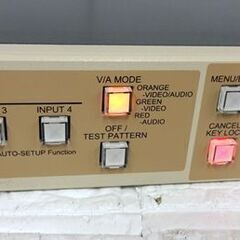 V/A MODE
MENU/
ORANGE
-VIDEO/AUDIO
GREEN
-VIDEO
RED
-AUDIO
3
INPUT 4
OFF/
TEST PATTERN
CANCEL
KEY LOC
AUTO-SETUP Function